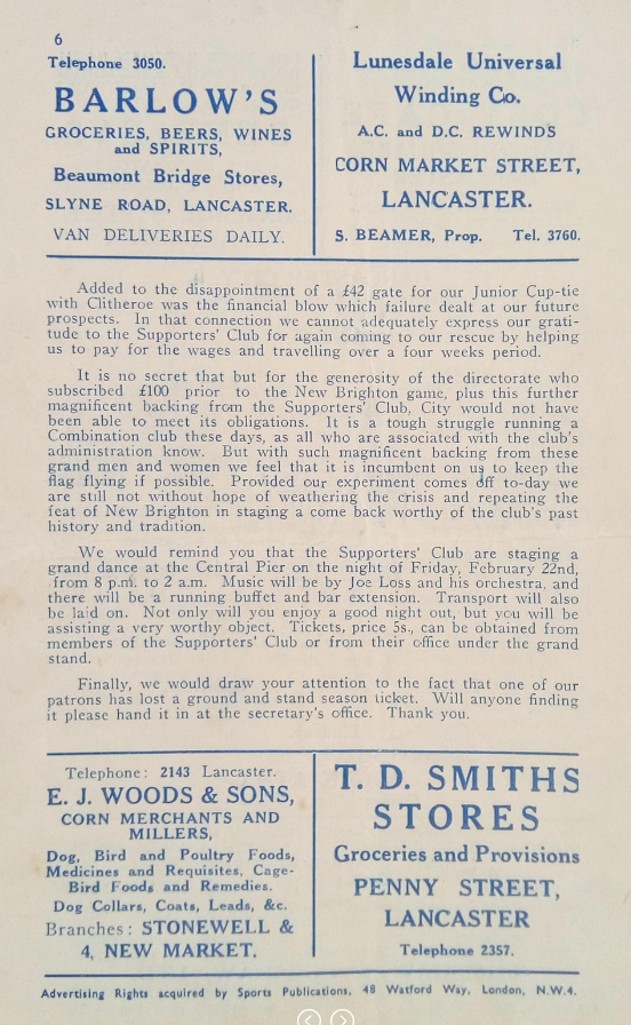 6
Telephone 3050.
BARLOW'S
GROCERIES, BEERS, WINES
and SPIRITS,
Beaumont Bridge Stores,
SLYNE ROAD, LANCASTER.
VAN DELIVERIES DAILY.
Lunesdale Universal
Winding Co.
A.C. and D.C. REWINDS
CORN MARKET STREET,
LANCASTER.
S. BEAMER, Prop. Tel. 3760.
Added to the disappointment of a £42 gate for our Junior Cup-tie
with Clitheroe was the financial blow which failure dealt at our future
prospects. In that connection we cannot adequately express our grati-
tude to the Supporters' Club for again coming to our rescue by helping
us to pay for the wages and travelling over a four weeks period.
It is no secret that but for the generosity of the directorate who
subscribed £100 prior to the New Brighton game, plus this further
magnificent backing from the Supporters' Club, City would not have
been able to meet its obligations. It is a tough struggle running a
Combination club these days, as all who are associated with the club's
administration know. But with such magnificent backing from these
grand men and women we feel that it is incumbent on us to keep the
flag flying if possible. Provided our experiment comes off to-day we
are still not without hope of weathering the crisis and repeating the
feat of New Brighton in staging a come back worthy of the club's past
history and tradition.
We would remind you that the Supporters' Club are staging a
grand dance at the Central Pier on the night of Friday, February 22nd,
from 8 p.m. to 2 a.m. Music will be by Joe Loss and his orchestra, and
there will be a running buffet and bar extension. Transport will also
be laid on. Not only will you enjoy a good night out, but you will be
assisting a very worthy object. Tickets, price 5s., can be obtained from
members of the Supporters' Club or from their office under the grand
stand.
Finally, we would draw your attention to the fact that one of our
patrons has lost a ground and stand season ticket. Will anyone finding
it please hand it in at the secretary's office. Thank you.
Telephone: 2143 Lancaster.
E. J. WOODS & SONS,
CORN MERCHANTS AND
MILLERS,
Dog, Bird and Poultry Foods,
Medicines and Requisites, Cage-
Bird Foods and Remedies.
Dog Collars, Coats, Leads, &c.
Branches: STONEWELL &
4, NEW MARKET.
T. D. SMITHS
STORES
Groceries and Provisions
PENNY STREET,
LANCASTER
Telephone 2357.
Advertising Rights acquired by Sports Publications, 48 Watford Way, London, N.W.4.